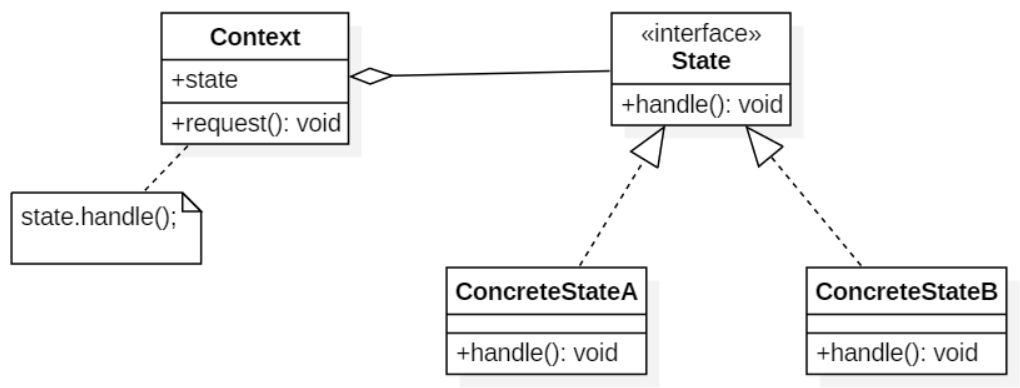 Context
+state
+request(): void
state.handle();
«interface»
State
+handle(): void
ConcreteStateA
+handle(): void
ConcreteStateB
+handle(): void